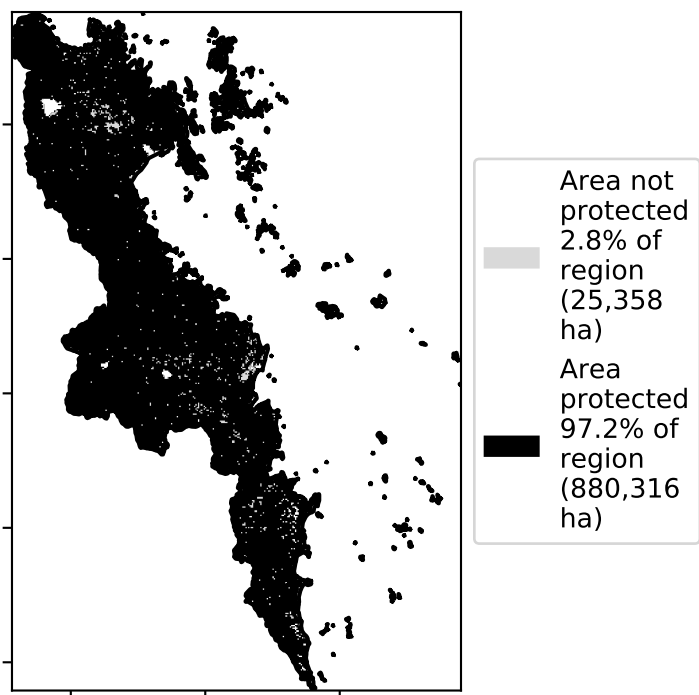 Area not
protected
2.8% of
region
(25,358
ha)
Area
protected
97.2% of
region
(880,316
ha)